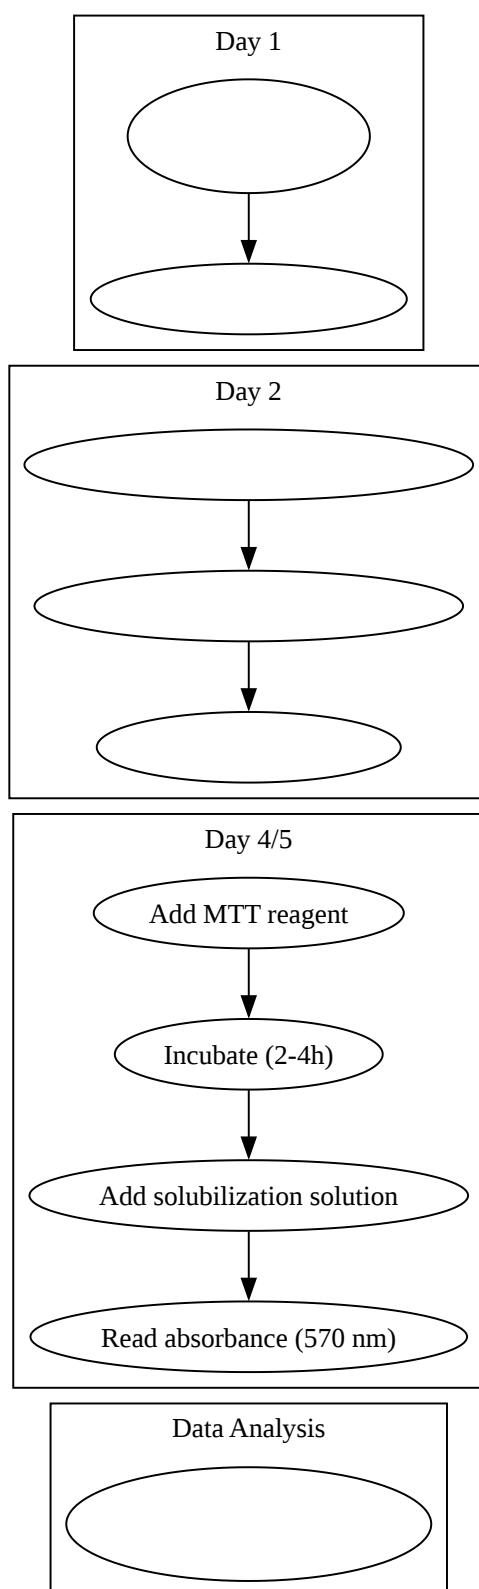 Day 1
Day 2
Day 4/5
Add MTT reagent
Incubate (2-4h)
Add solubilization solution
Read absorbance (570 nm)
Data Analysis